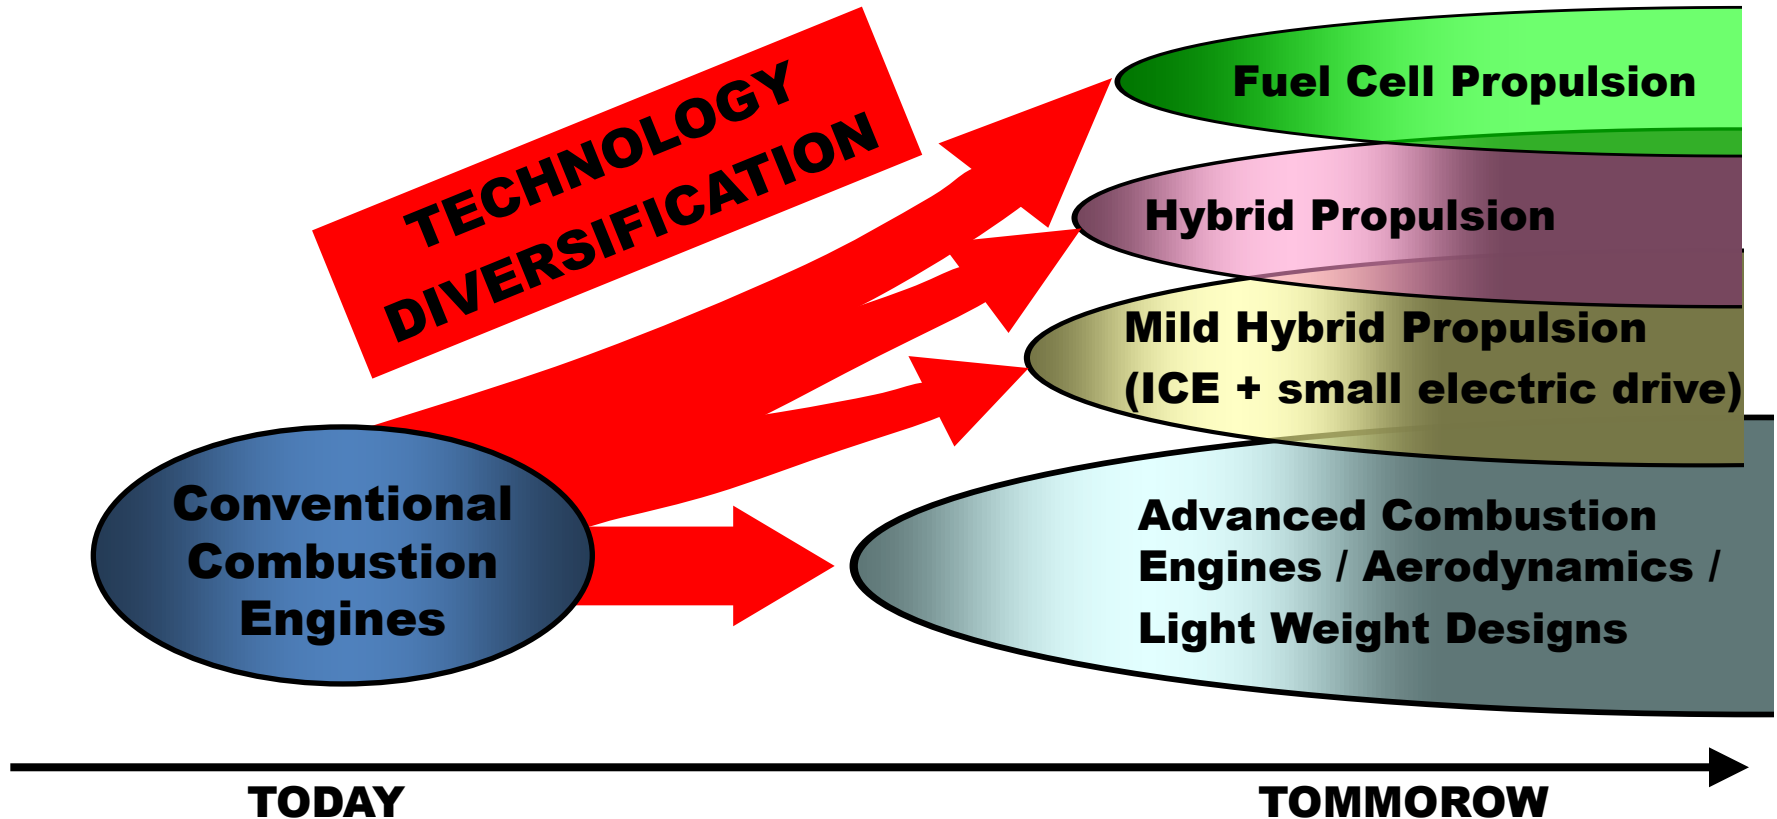 TECHNOLOGY
DIVERSIFICATION
Fuel Cell Propulsion
Hybrid Propulsion
Mild Hybrid Propulsion
(ICE + small electric drive)
Conventional
Combustion
Engines
Advanced Combustion
Engines / Aerodynamics /
Light Weight Designs
TODAY
TOMMOROW